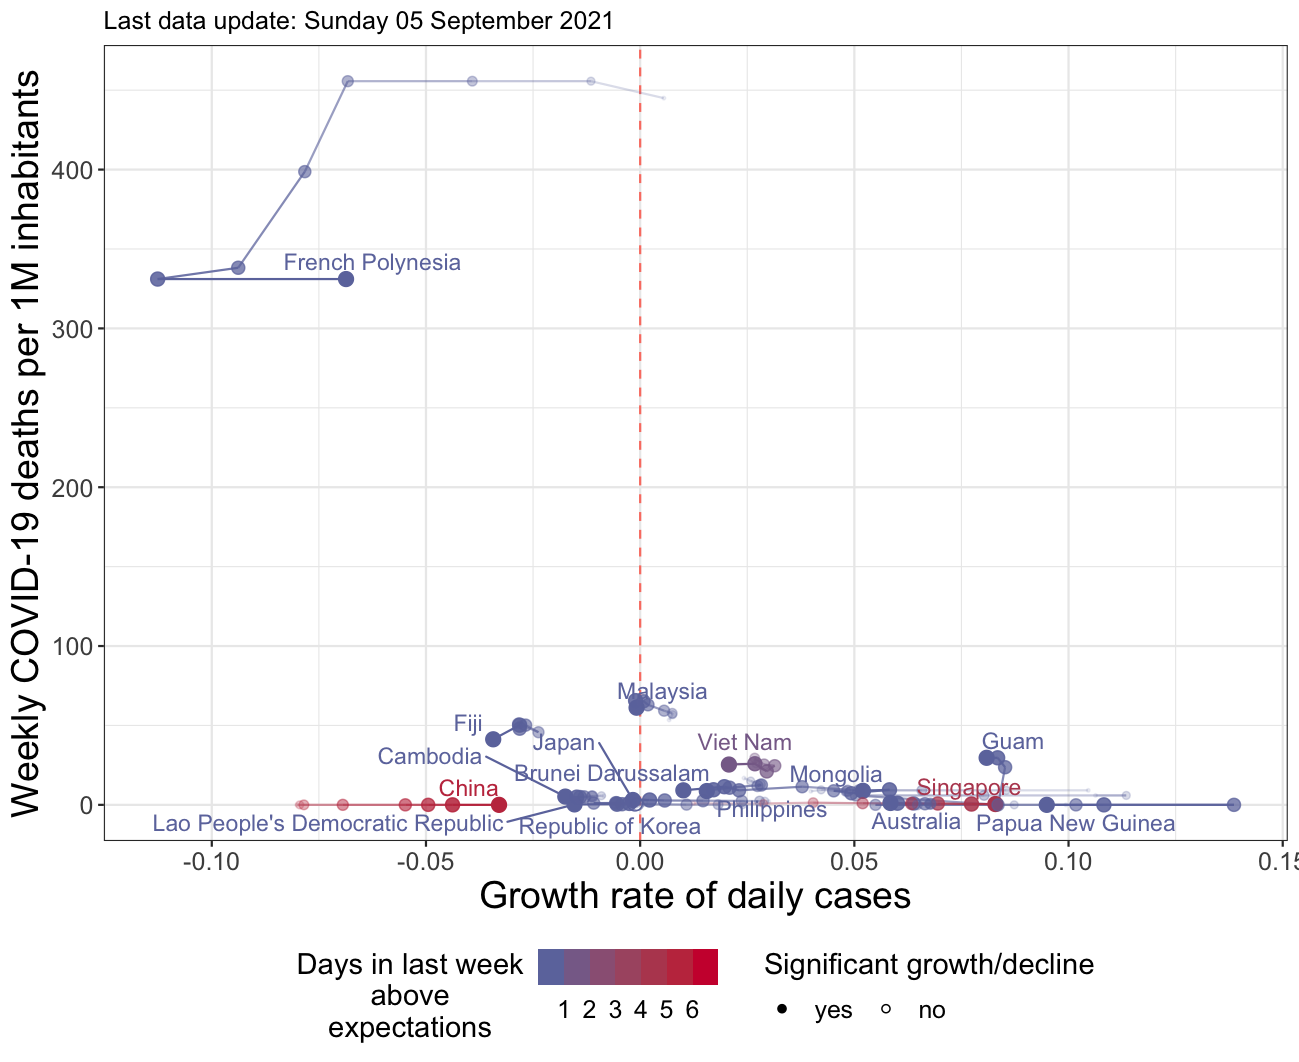 Last data update: Sunday 05 September 2021
Weekly COVID-19 deaths per 1M inhabitants
400
300
200
100
0
French Polynesia
Malaysia
Fiji
Japan
Viet Nam
Guam
Cambodia
Brunei Darussalam
Mongolia
China
Singapore
Philippines
Lao People's Democratic Republic
Republic of Korea
Australia
Papua New Guinea
-0.10
-0.05
0.00
0.05
0.10
0.15
Growth rate of daily cases
Days in last week
above
expectations
1 2 3 4 5 6
Significant growth/decline
yes
no